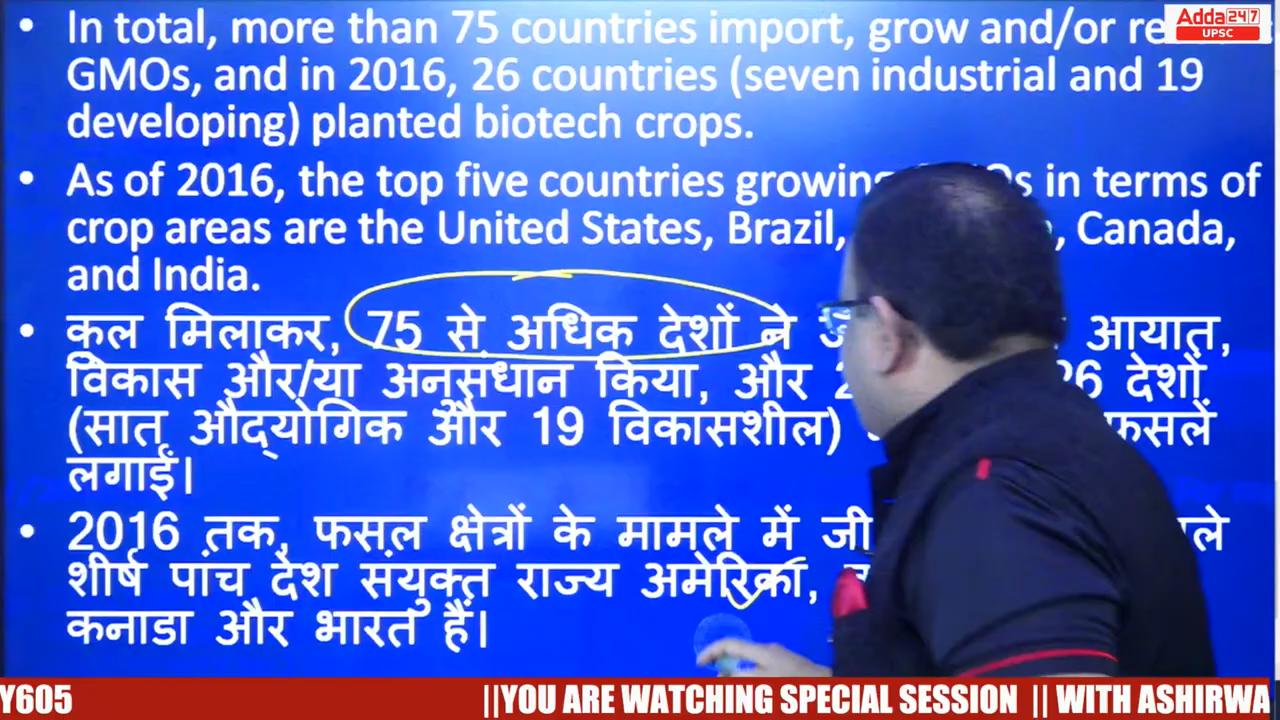 • In total, more than 75 countries import, grow and/or
GMOs, and in 2016, 26 countries (seven industrial and 19
developing) planted biotech crops.
• As of 2016, the top five countries growing in terms of
crop areas are the United States, Brazil, Canada,
and India.
• कुल मिलाकर, 75 से अधिक देशों ने आयात,
विकास और/या अनुसंधान किया, और देशों
(सात औद्योगिक और 19 विकासशील) फसलें
लगाईं।
• 2016 तक, फसल क्षेत्रों के मामले में
शीर्ष पांच देश संयुक्त राज्य अमेरिका,
कनाडा और भारत हैं।
Adda247
UPSC
Y605 ||YOU ARE WATCHING SPECIAL SESSION || WITH ASHIRWA